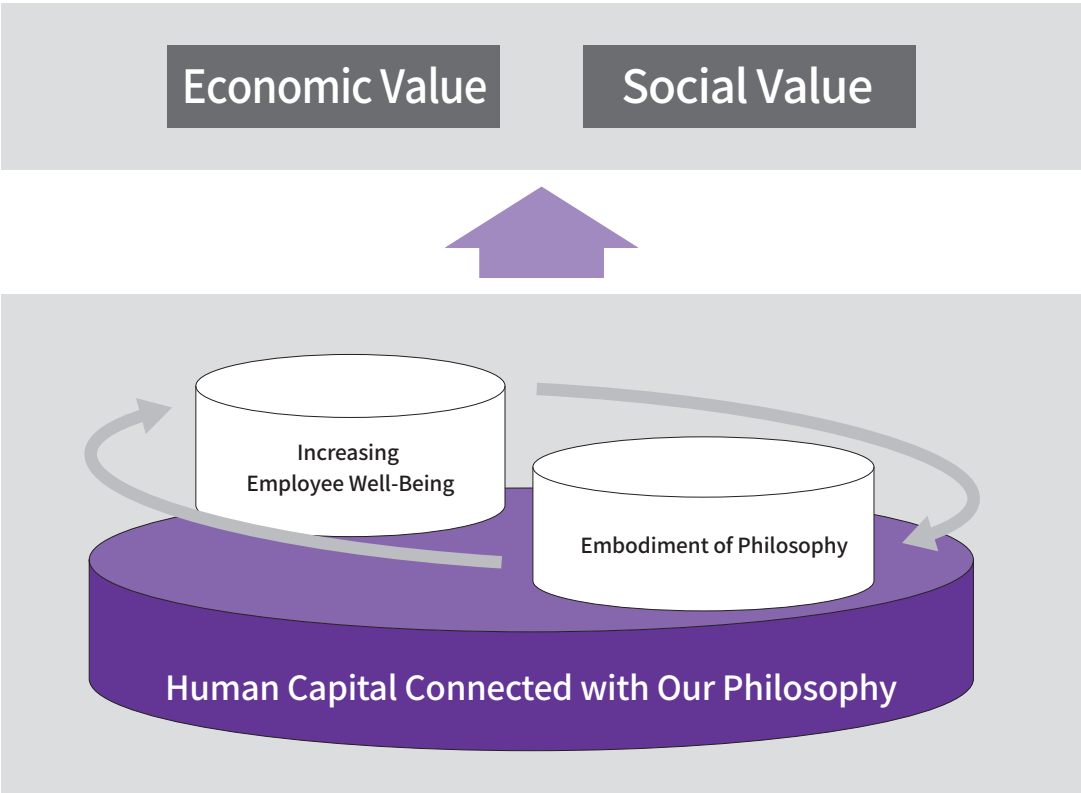 Economic Value
Social Value
Increasing
Employee Well-Being
Embodiment of Philosophy
Human Capital Connected with Our Philosophy